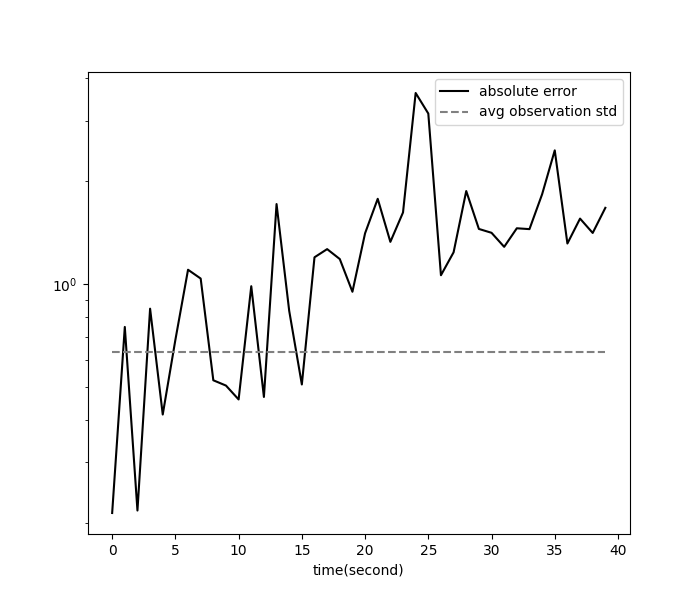 absolute error
avg observation std
10⁰
0 5 10 15 20 25 30 35 40
time(second)